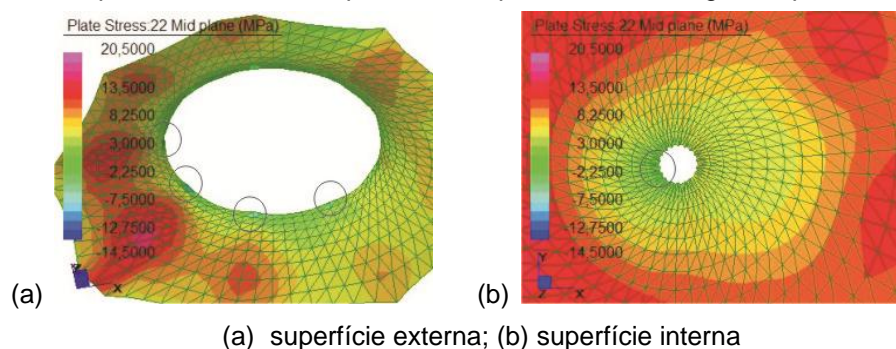 Plate Stress:22 Mid plane (MPa)
20,5000
13,5000
8,2500
3,0000
-2,2500
-7,5000
-12,7500
-14,5000
X
(a)
Plate Stress:22 Mid plane (MPa)
20,5000
13,5000
8,2500
3,0000
-2,2500
-7,5000
-12,7500
-14,5000
Y
Z X
(b)
(a) superfície externa; (b) superfície interna